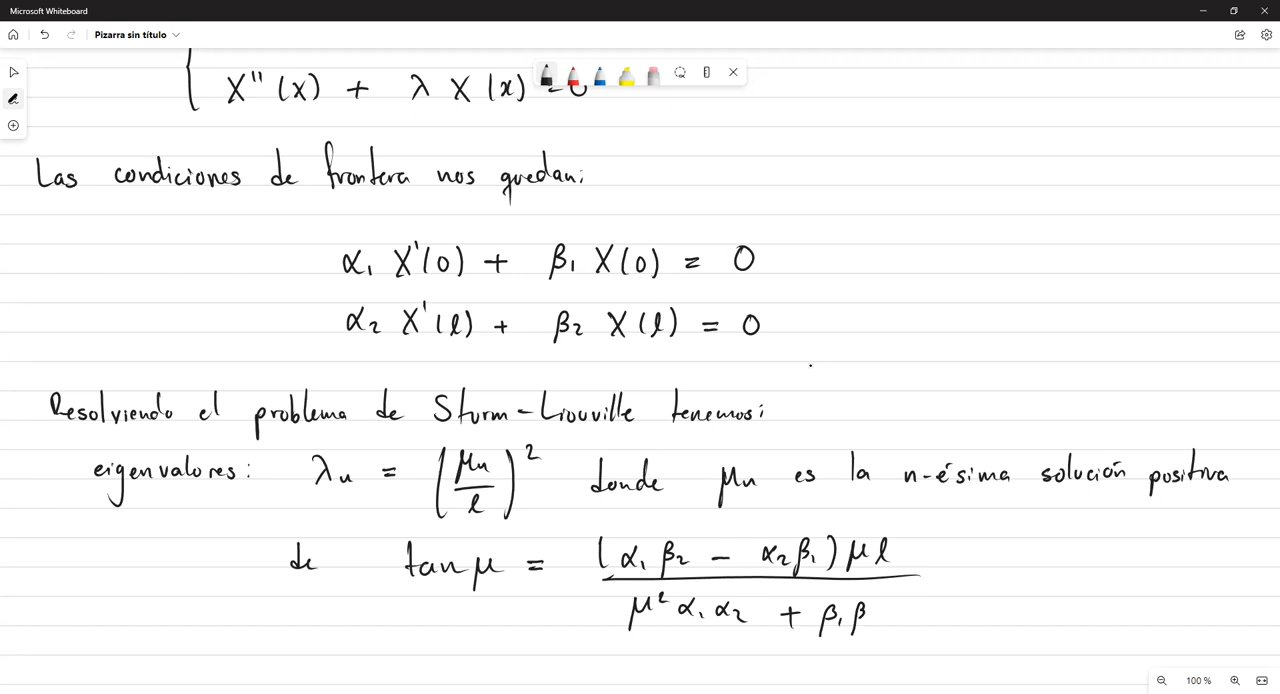 Microsoft Whiteboard
Pizarra sin título
X''(x) + λ X(x) = 0
Las condiciones de frontera nos quedan:
α₁ X'(0) + β₁ X(0) = 0
α₂ X'(l) + β₂ X(l) = 0
Resolviendo el problema de Sturm-Liouville tenemos:
eigenvalores: λₙ = (μₙ/l)² donde μₙ es la n-ésima solución positiva
de tan μ = (α₁β₂ - α₂β₁) μ l / μ² α₁ α₂ + β₁ β
100 %